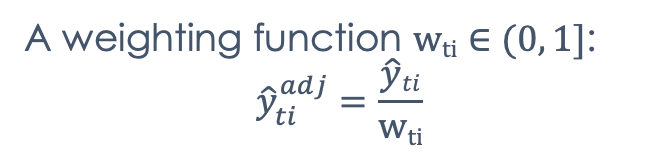 A weighting function w_ti ∈ (0, 1]:
ŷ_ti^adj = ŷ_ti / w_ti